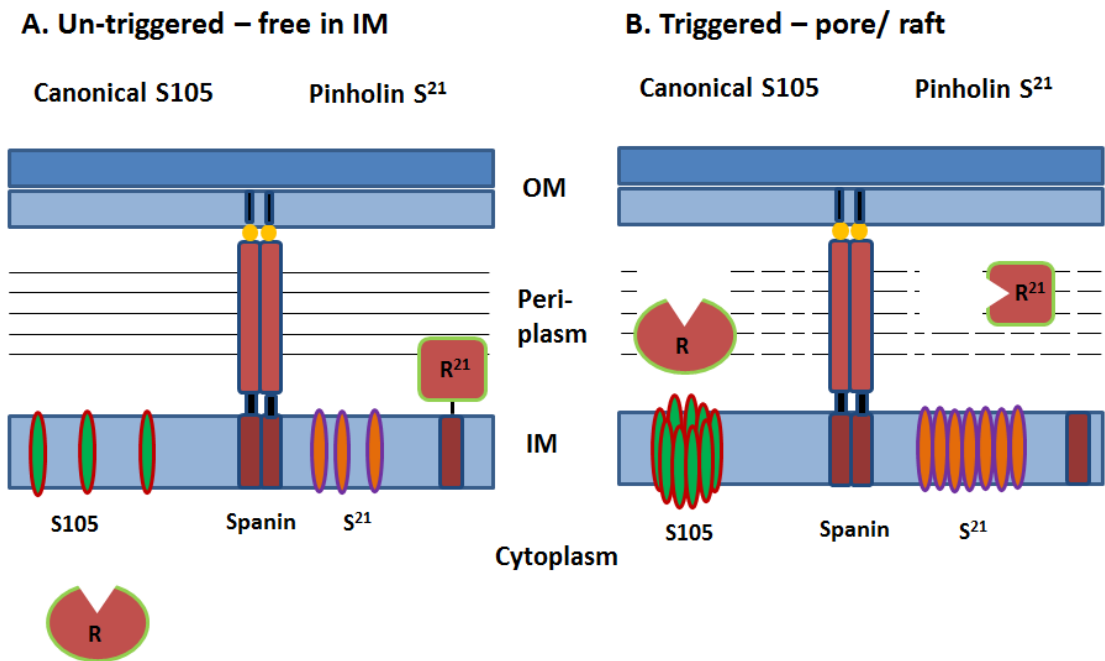 A. Un-triggered – free in IM
Canonical S105
Pinholin S²¹
B. Triggered – pore/ raft
Canonical S105
Pinholin S²¹
OM
Peri-
plasm
R²¹
R
R²¹
IM
S105
Spanin
S²¹
S105
Spanin
S²¹
Cytoplasm
R